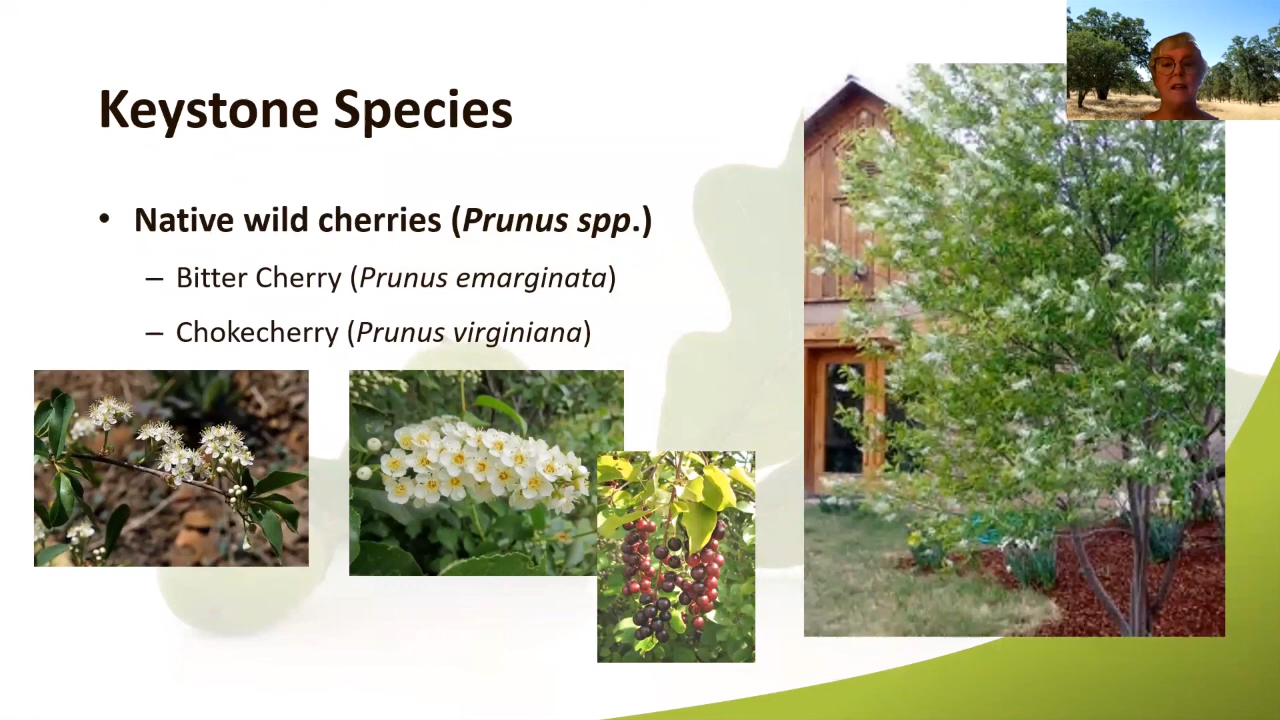 Keystone Species
• Native wild cherries (Prunus spp.)
– Bitter Cherry (Prunus emarginata)
– Chokecherry (Prunus virginiana)